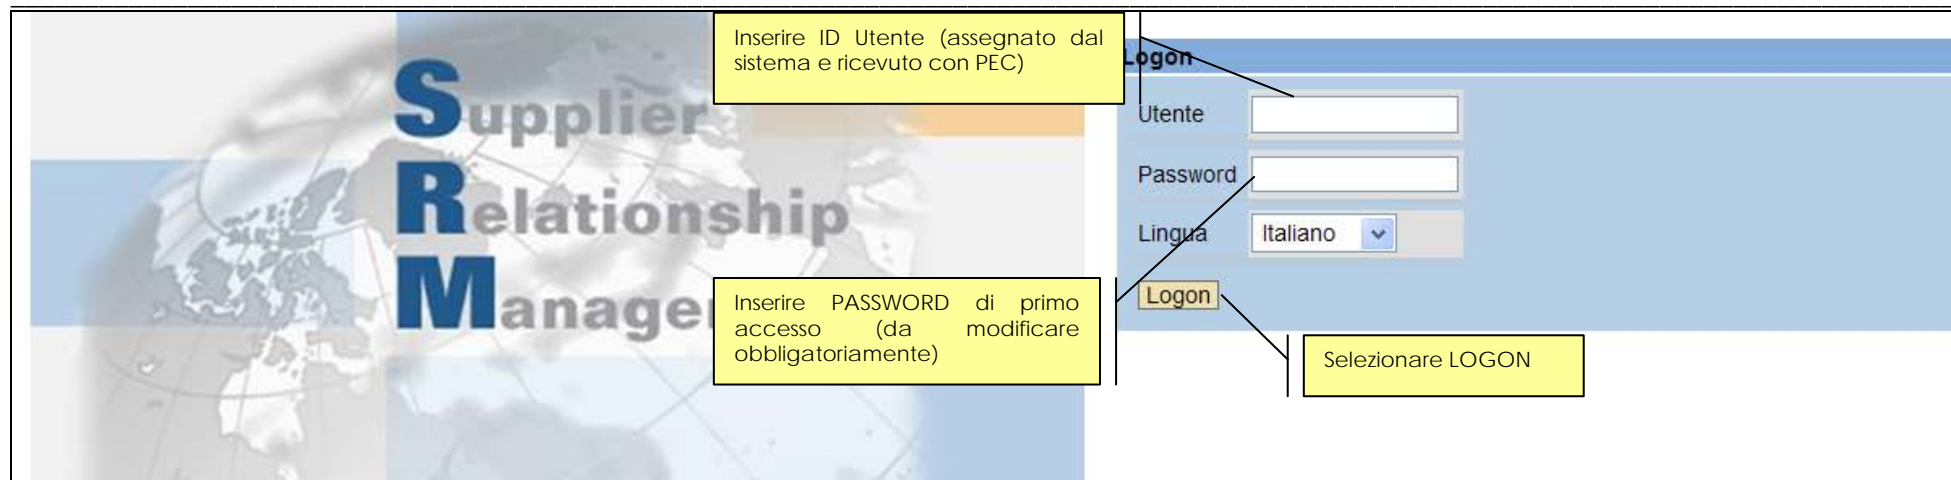 Inserire ID Utente (assegnato dal
sistema e ricevuto con PEC)
Supplier
Relationship
Manage
Logon
Utente
Password
Lingua Italiano
Logon
Inserire PASSWORD di primo
accesso (da modificare
obbligatoriamente)
Selezionare LOGON